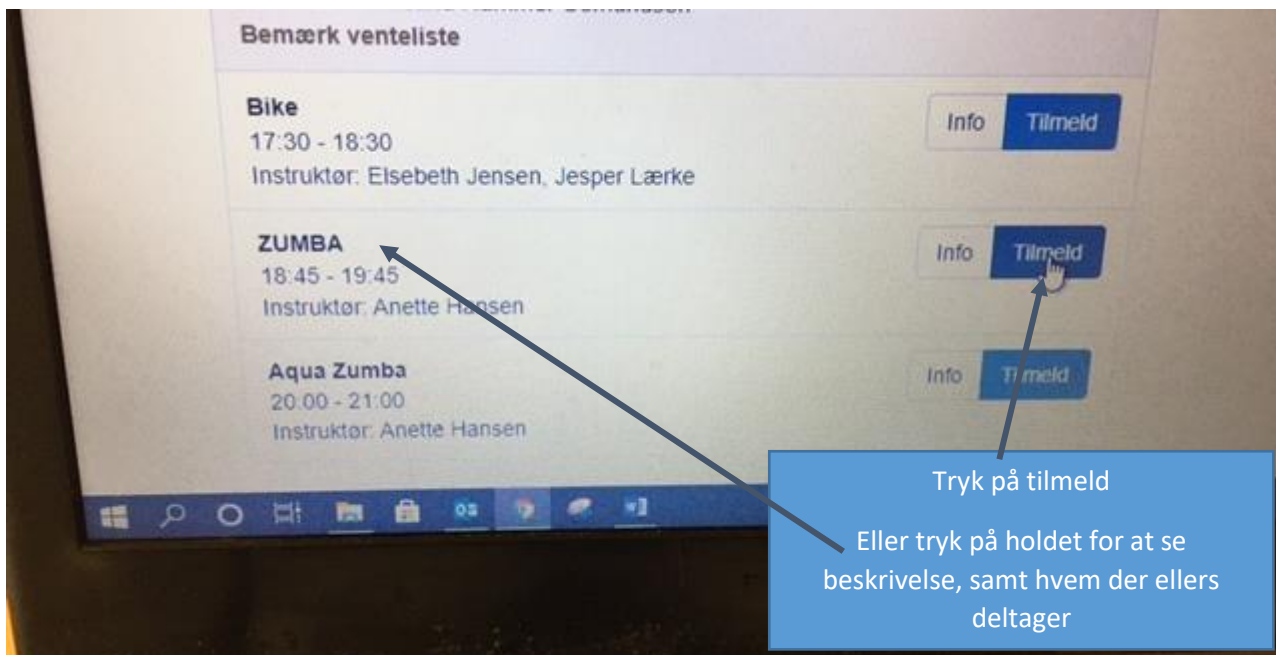 Bemærk venteliste
Bike
Info
Tilmeld
17:30 - 18:30
Instruktør: Elsebeth Jensen, Jesper Lærke
ZUMBA
Info
Tilmeld
18:45 - 19:45
Instruktør: Anette Hansen
Aqua Zumba
Info
Tilmeld
20:00 - 21:00
Instruktør: Anette Hansen
Tryk på tilmeld
Eller tryk på holdet for at se
beskrivelse, samt hvem der ellers
deltager